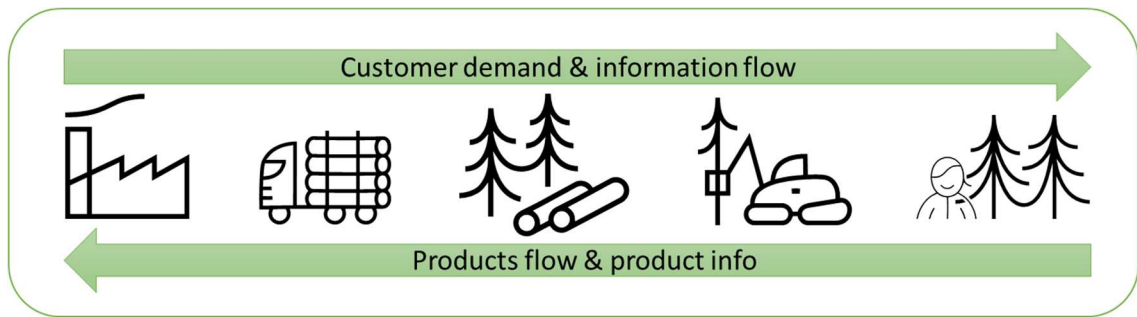 Customer demand & information flow
Products flow & product info